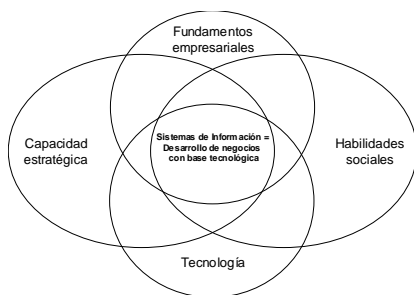 Fundamentos
empresariales
Capacidad
estratégica
Sistemas de Información =
Desarrollo de negocios
con base tecnológica
Habilidades
sociales
Tecnología